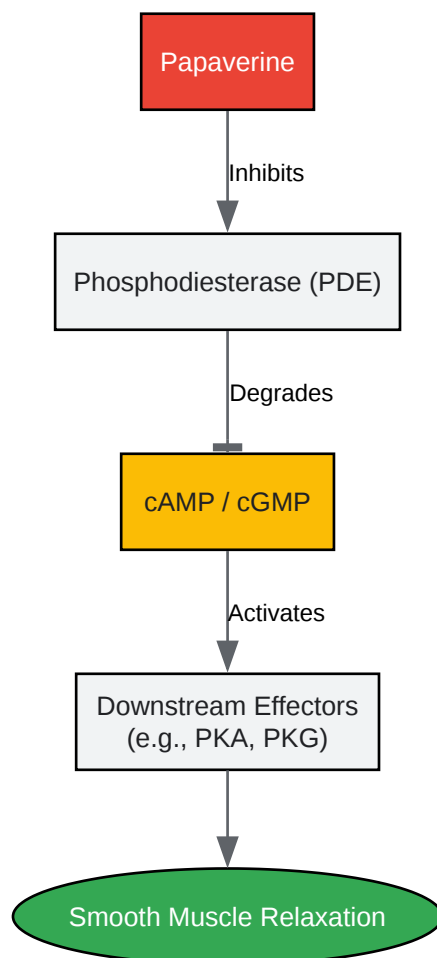 Papaverine
Inhibits
Phosphodiesterase (PDE)
Degrades
cAMP / cGMP
Activates
Downstream Effectors
(e.g., PKA, PKG)
Smooth Muscle Relaxation